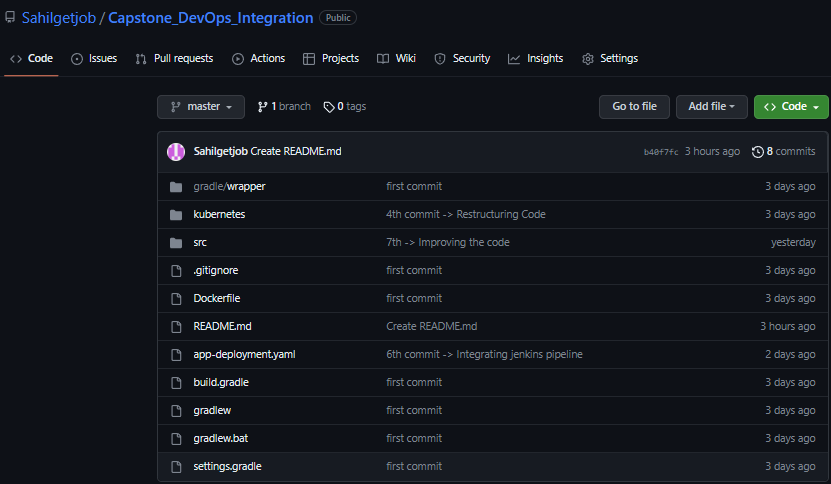 Sahilgetjob / Capstone_DevOps_Integration Public
Code Issues Pull requests Actions Projects Wiki Security Insights Settings
master 1 branch 0 tags Go to file Add file Code
Sahilgetjob Create README.md b40f7fc 3 hours ago 8 commits
gradle/wrapper first commit 3 days ago
kubernetes 4th commit -> Restructuring Code 3 days ago
src 7th -> Improving the code yesterday
.gitignore first commit 3 days ago
Dockerfile first commit 3 days ago
README.md Create README.md 3 hours ago
app-deployment.yaml 6th commit -> Integrating jenkins pipeline 2 days ago
build.gradle first commit 3 days ago
gradlew first commit 3 days ago
gradlew.bat first commit 3 days ago
settings.gradle first commit 3 days ago